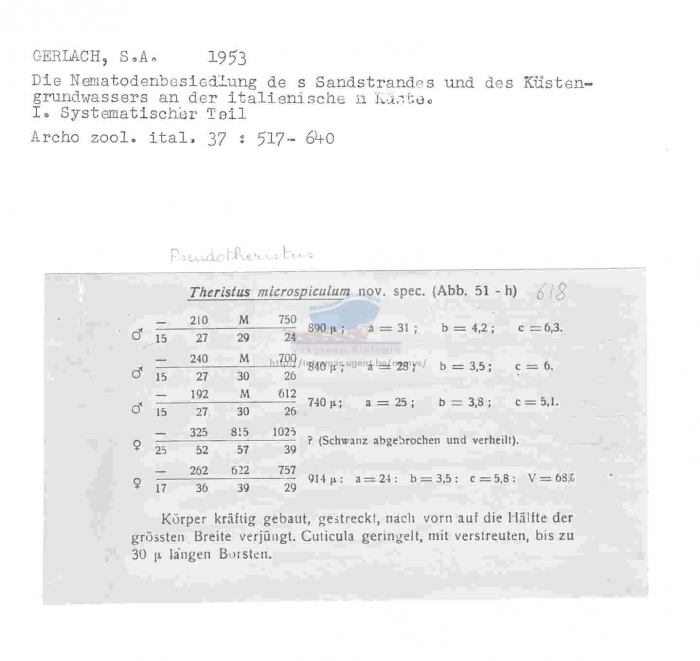 GERLACH, S.A. 1953
Die Nematodenbesiedlung de s Sandstrandes und des Küsten-
grundwassers an der italienische n Küste.
I. Systematischer Teil
Archo zool. ital. 37 : 517- 640
Pseudotheristus
Theristus microspiculum nov. spec. (Abb. 51 - h) 618
♂ — 210 M 750
15 27 29 24 890 µ ; a = 31 ; b = 4,2 ; c = 6,3.
♂ — 240 M 700
15 27 30 26 840 µ ; a = 28 ; b = 3,5 ; c = 6.
http://intramar.ugent.be/nemys/
♂ — 192 M 612
15 27 30 26 740 µ ; a = 25 ; b = 3,8 ; c = 5,1.
♀ — 325 815 1025
25 52 57 39 ? (Schwanz abgebrochen und verheilt).
♀ — 262 622 757
17 36 39 29 914 µ : a = 24 : b = 3,5 : c = 5,8 : V = 68%
Körper kräftig gebaut, gestreckt, nach vorn auf die Hälfte der
grössten Breite verjüngt. Cuticula geringelt, mit verstreuten, bis zu
30 µ langen Borsten.